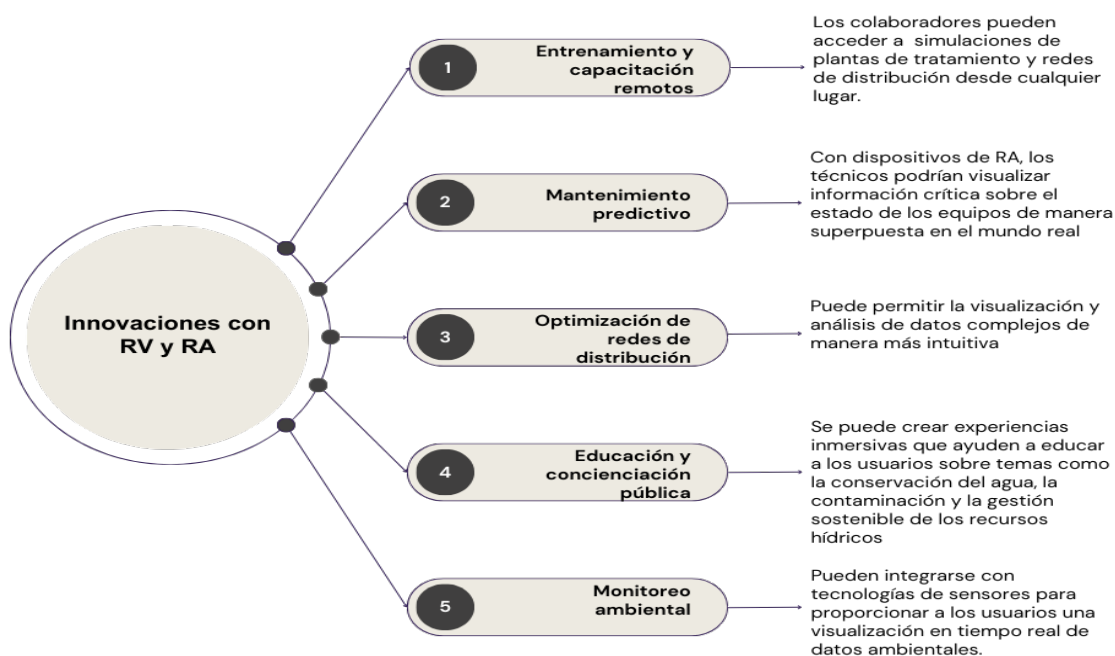 Innovaciones con
RV y RA
1
Entrenamiento y
capacitación
remotos
Los colaboradores pueden
acceder a simulaciones de
plantas de tratamiento y redes
de distribución desde cualquier
lugar.
2
Mantenimiento
predictivo
Con dispositivos de RA, los
técnicos podrían visualizar
información crítica sobre el
estado de los equipos de manera
superpuesta en el mundo real
3
Optimización de
redes de
distribución
Puede permitir la visualización y
análisis de datos complejos de
manera más intuitiva
4
Educación y
concienciación
pública
Se puede crear experiencias
inmersivas que ayuden a educar
a los usuarios sobre temas como
la conservación del agua, la
contaminación y la gestión
sostenible de los recursos
hídricos
5
Monitoreo
ambiental
Pueden integrarse con
tecnologías de sensores para
proporcionar a los usuarios una
visualización en tiempo real de
datos ambientales.